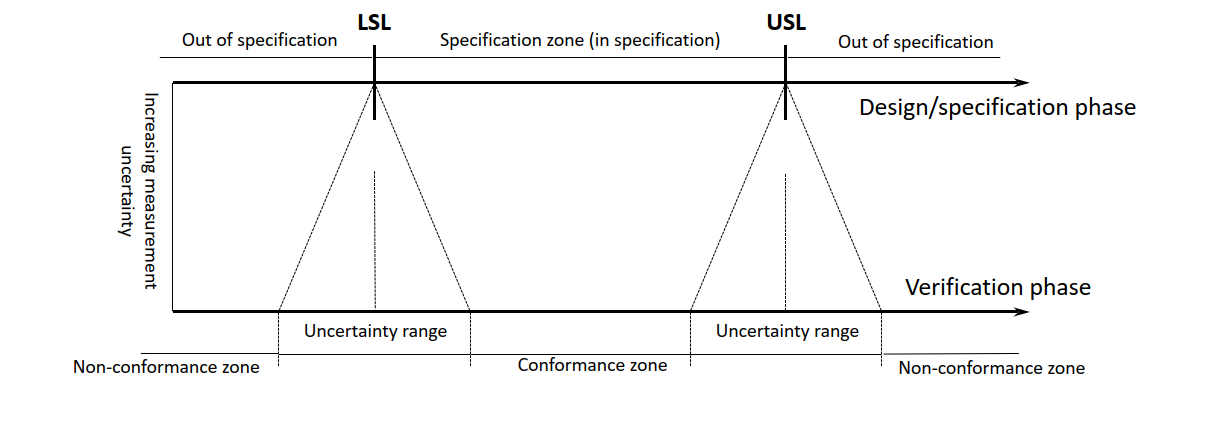 LSL
USL
Out of specification
Specification zone (in specification)
Out of specification
Design/specification phase
Increasing measurement
uncertainty
Verification phase
Uncertainty range
Uncertainty range
Non-conformance zone
Conformance zone
Non-conformance zone